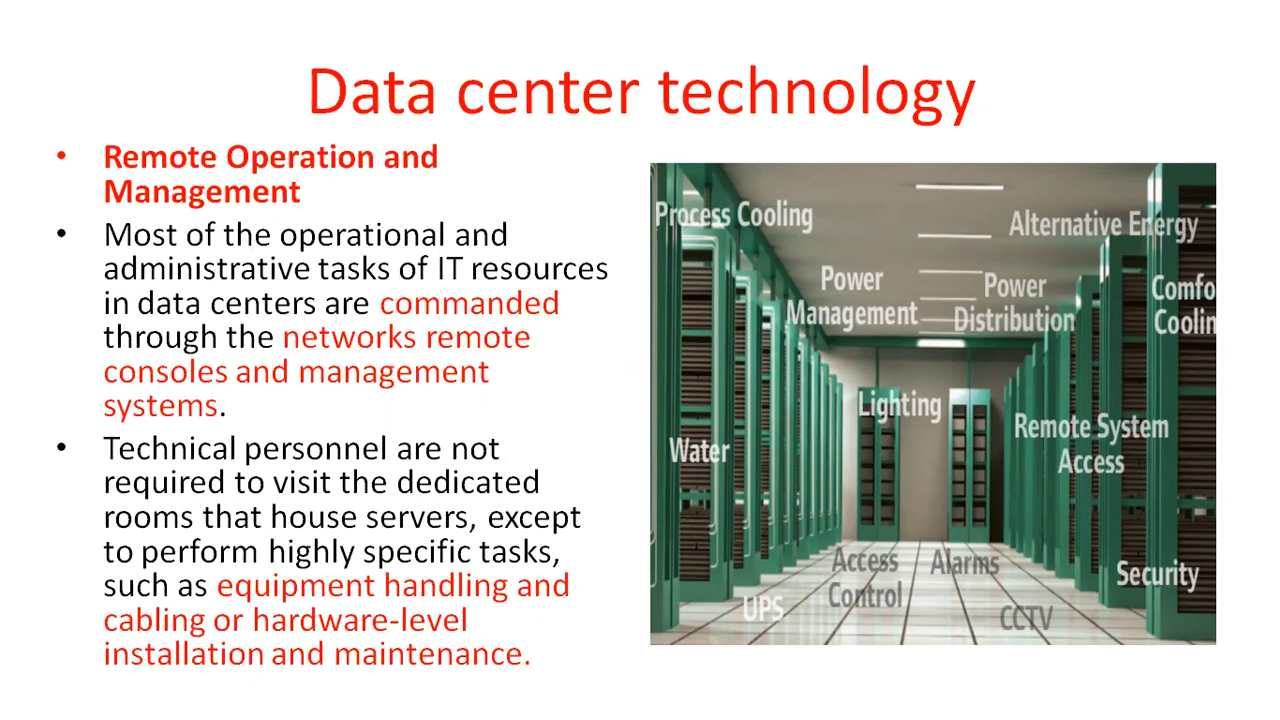 Data center technology
• Remote Operation and
Management
• Most of the operational and
administrative tasks of IT resources
in data centers are commanded
through the networks remote
consoles and management
systems.
• Technical personnel are not
required to visit the dedicated
rooms that house servers, except
to perform highly specific tasks,
such as equipment handling and
cabling or hardware-level
installation and maintenance.
Process Cooling
Alternative Energy
Power
Management
Power
Distribution
Comfo
Coolin
Lighting
Remote System
Access
Water
Access
Control
Alarms
Security
UPS
CCTV